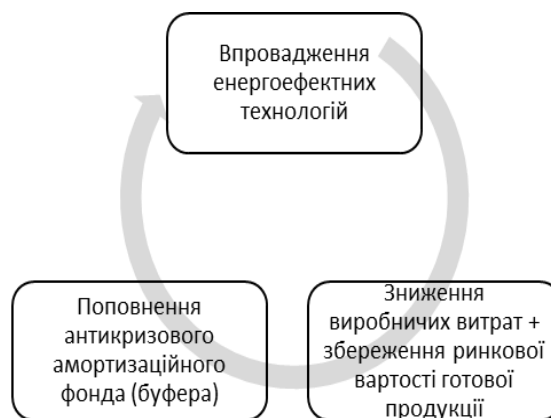 Впровадження
енергоефектних
технологій
Поповнення
антикризового
амортизаційного
фонда (буфера)
Зниження
виробничих витрат +
збереження ринкової
вартості готової
продукції